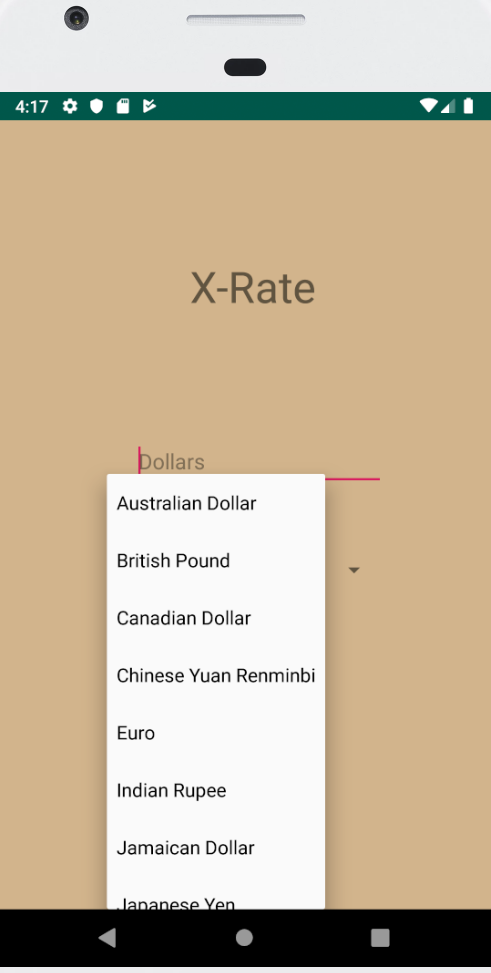 4:17
X-Rate
Dollars
Australian Dollar
British Pound
Canadian Dollar
Chinese Yuan Renminbi
Euro
Indian Rupee
Jamaican Dollar
Japanese Yen